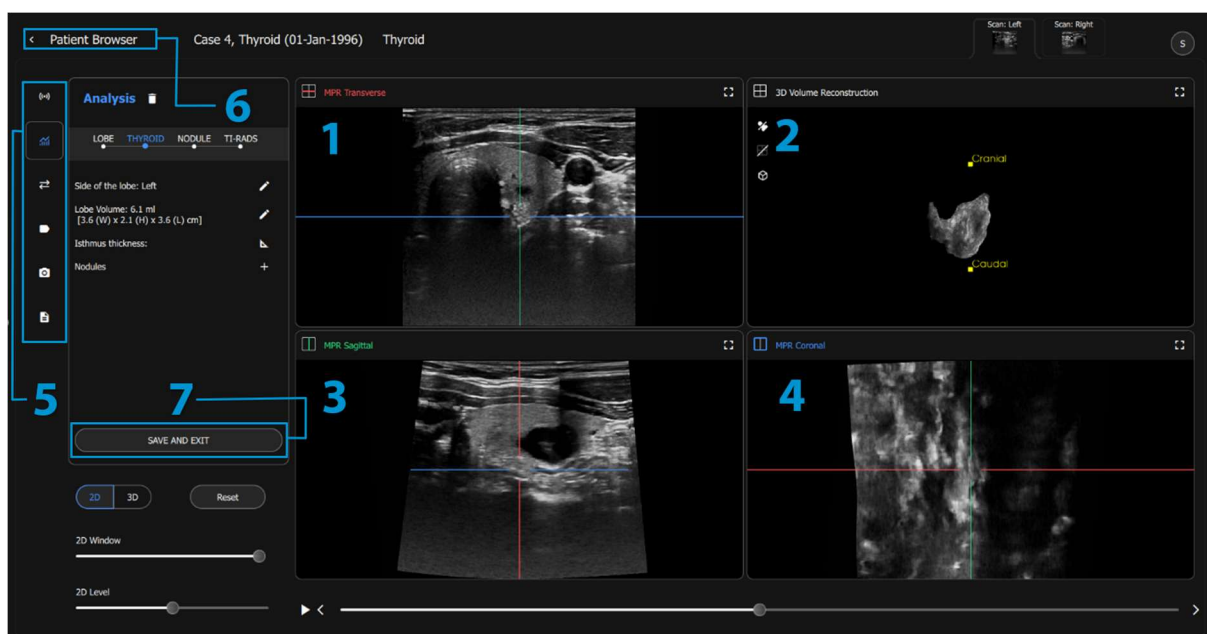 Scan: Left
Scan: Right
< Patient Browser
Case 4, Thyroid (01-Jan-1996)
Thyroid
S
Analysis
6
LOBE THYROID NODULE TI-RADS
Side of the lobe: Left
Lobe Volume: 6.1 ml
[3.6 (W) x 2.1 (H) x 3.6 (L) cm]
Isthmus thickness:
Nodules +
5
7
SAVE AND EXIT
2D 3D Reset
2D Window
2D Level
MPR Transverse
1
3D Volume Reconstruction
2
Cranial
Caudal
MPR Sagittal
3
MPR Coronal
4